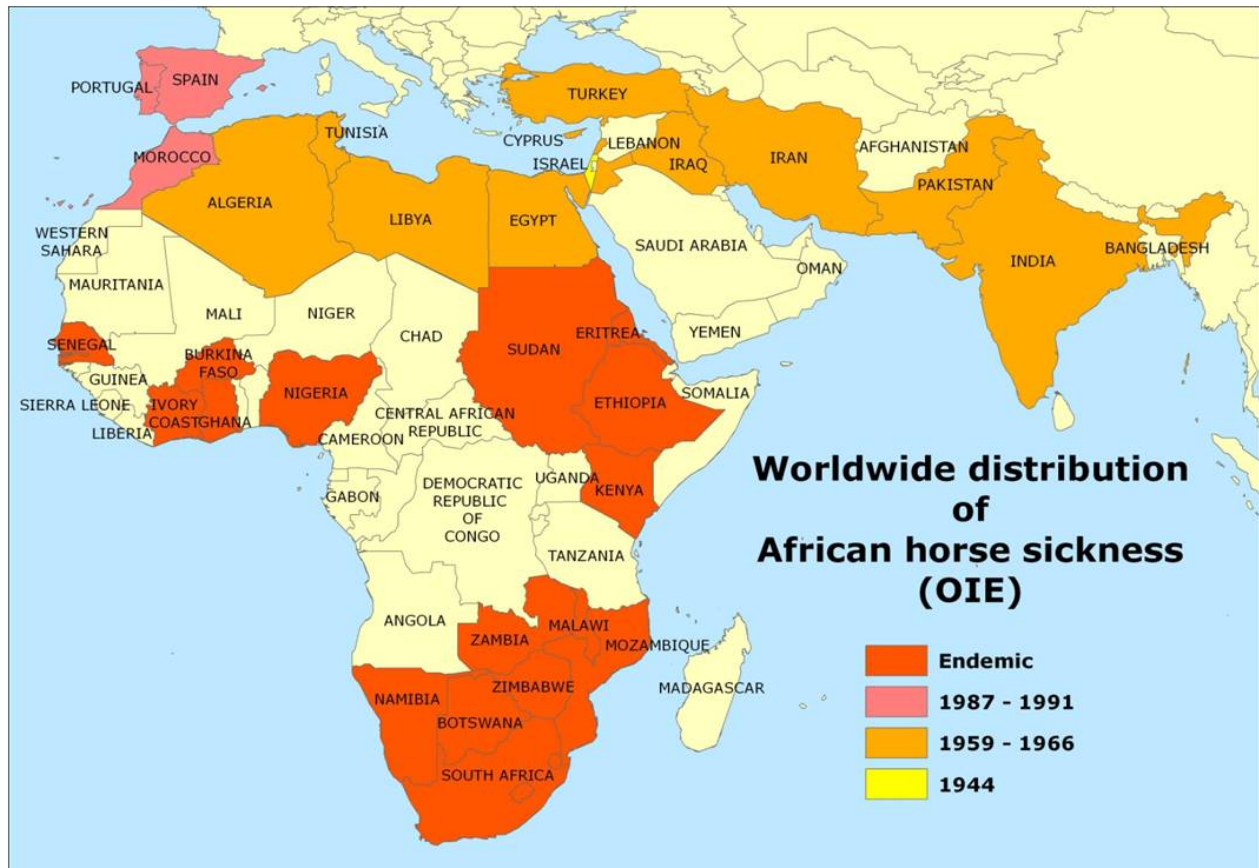 PORTUGAL
SPAIN
TURKEY
TUNISIA
CYPRUS
LEBANON
MOROCCO
ISRAEL
IRAQ
IRAN
AFGHANISTAN
PAKISTAN
ALGERIA
LIBYA
EGYPT
WESTERN
SAHARA
SAUDI ARABIA
BANGLADESH
INDIA
OMAN
MAURITANIA
MALI
NIGER
CHAD
YEMEN
SENEGAL
BURKINA
FASO
ERITREA
SUDAN
GUINEA
NIGERIA
SOMALIA
SIERRA LEONE
IVORY
COAST
GHANA
ETHIOPIA
LIBERIA
CENTRAL AFRICAN
REPUBLIC
CAMEROON
UGANDA
KENYA
GABON
DEMOCRATIC
REPUBLIC
OF
CONGO
TANZANIA
ANGOLA
MALAWI
ZAMBIA
MOZAMBIQUE
MADAGASCAR
NAMIBIA
ZIMBABWE
BOTSWANA
SOUTH AFRICA
Worldwide distribution
of
African horse sickness
(OIE)
Endemic
1987 - 1991
1959 - 1966
1944